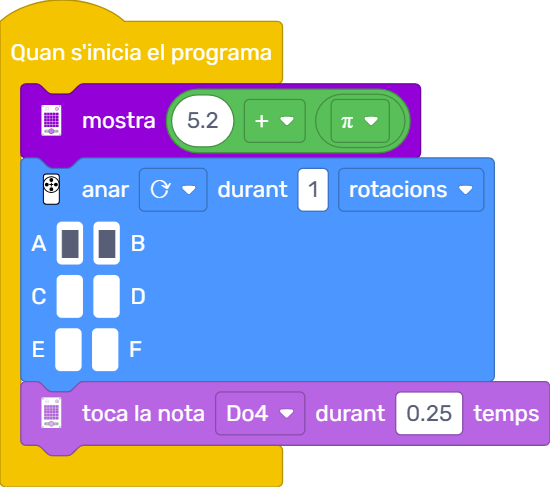 Quan s'inicia el programa
mostra 5.2 + π
anar durant 1 rotacions
A B
C D
E F
toca la nota Do4 durant 0.25 temps